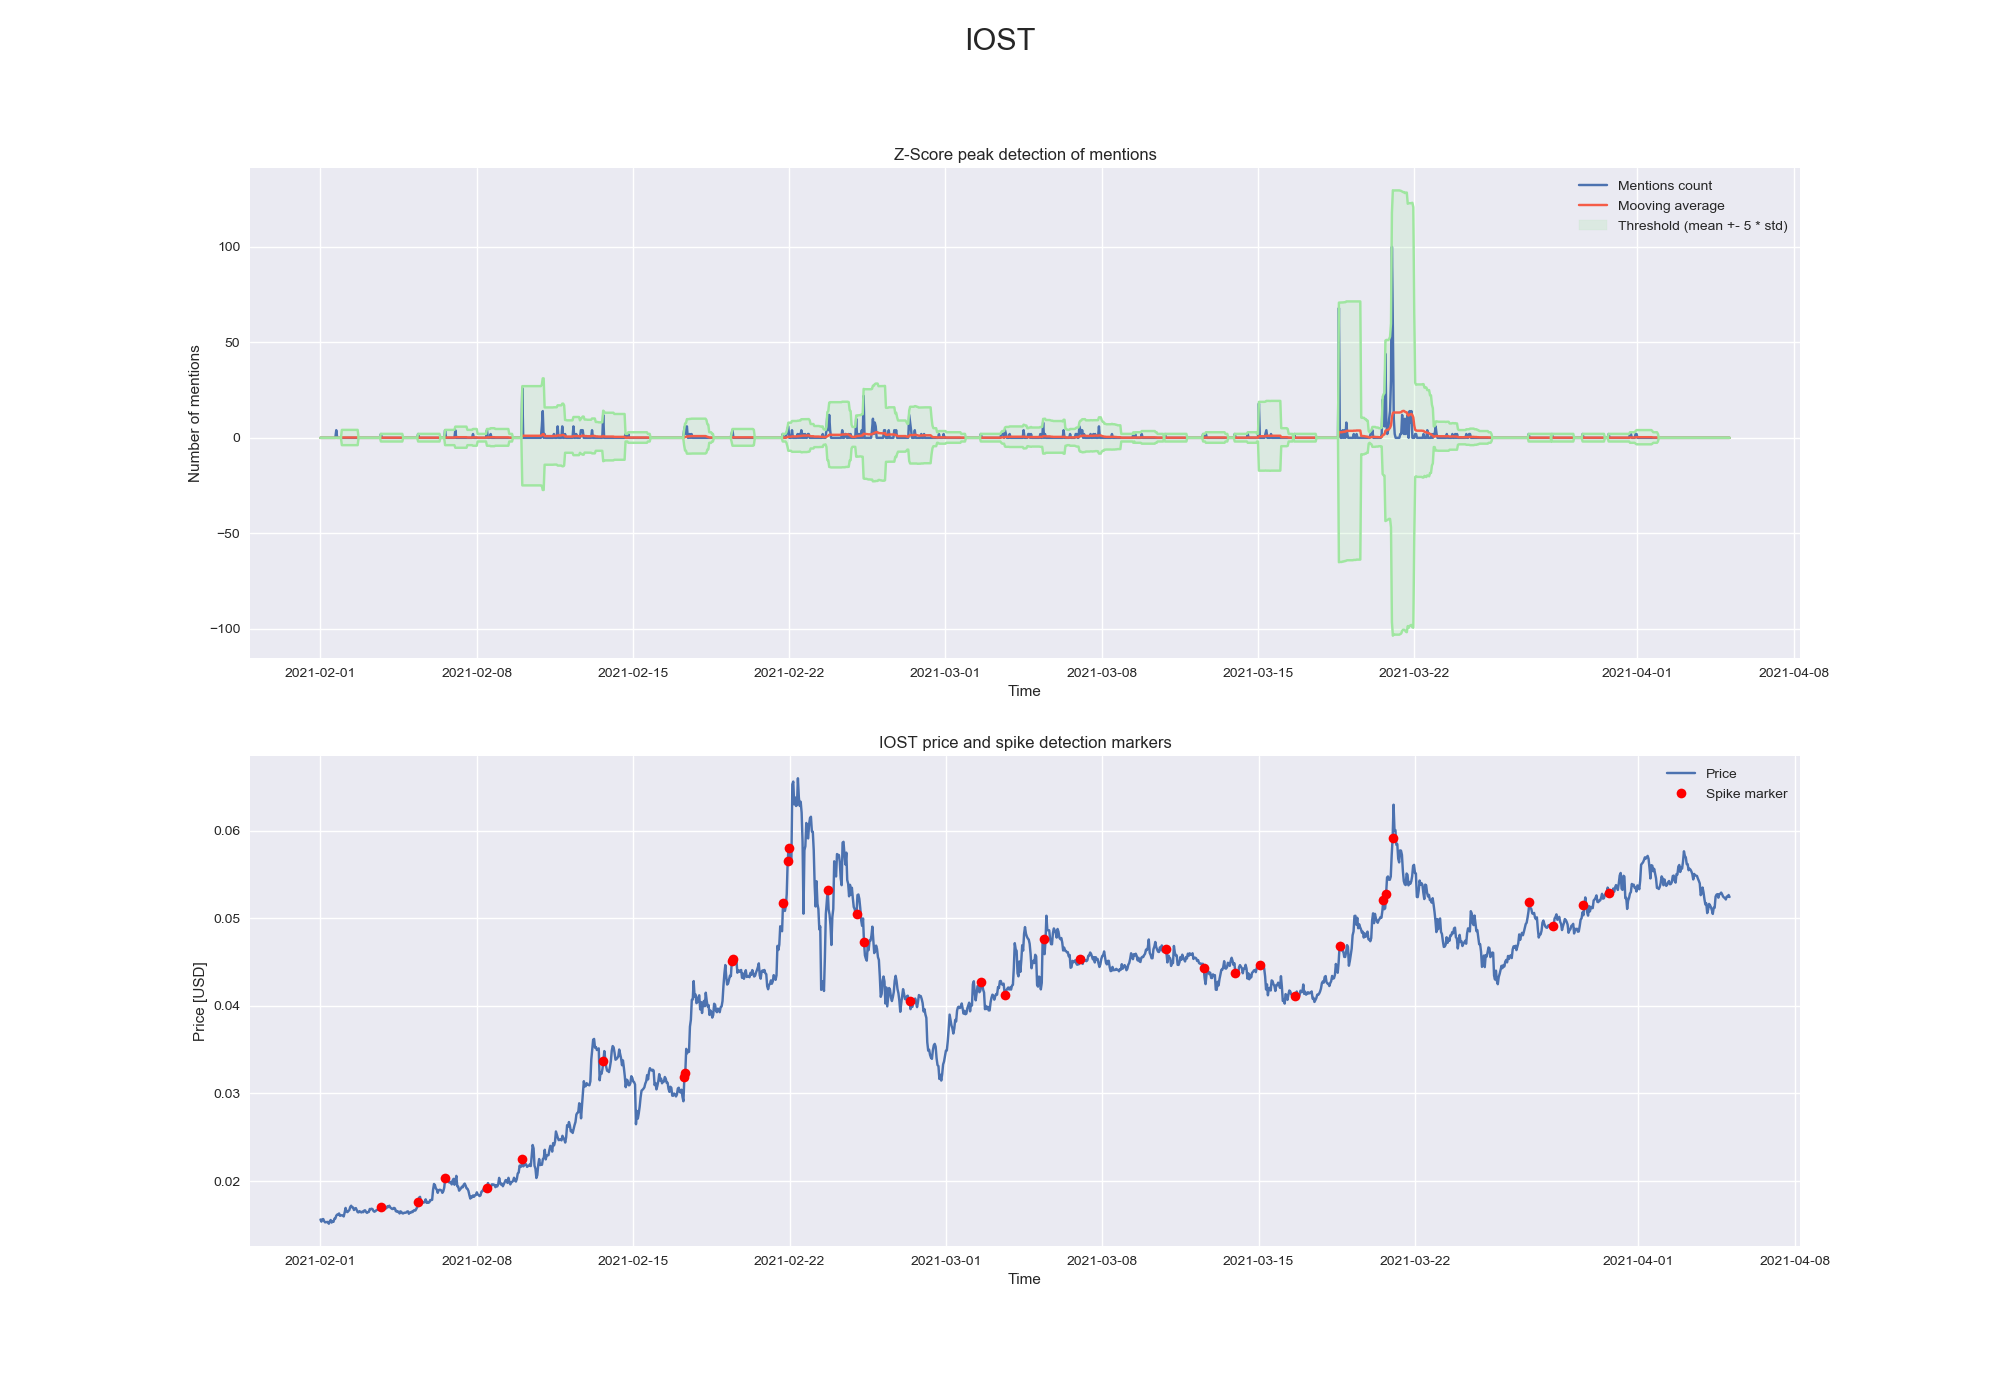 IOST
Z-Score peak detection of mentions
Mentions count
Mooving average
Threshold (mean +- 5 * std)
Number of mentions
100
50
0
−50
−100
2021-02-01 2021-02-08 2021-02-15 2021-02-22 2021-03-01 2021-03-08 2021-03-15 2021-03-22 2021-04-01 2021-04-08
Time
IOST price and spike detection markers
Price
Spike marker
Price [USD]
0.06
0.05
0.04
0.03
0.02
2021-02-01 2021-02-08 2021-02-15 2021-02-22 2021-03-01 2021-03-08 2021-03-15 2021-03-22 2021-04-01 2021-04-08
Time